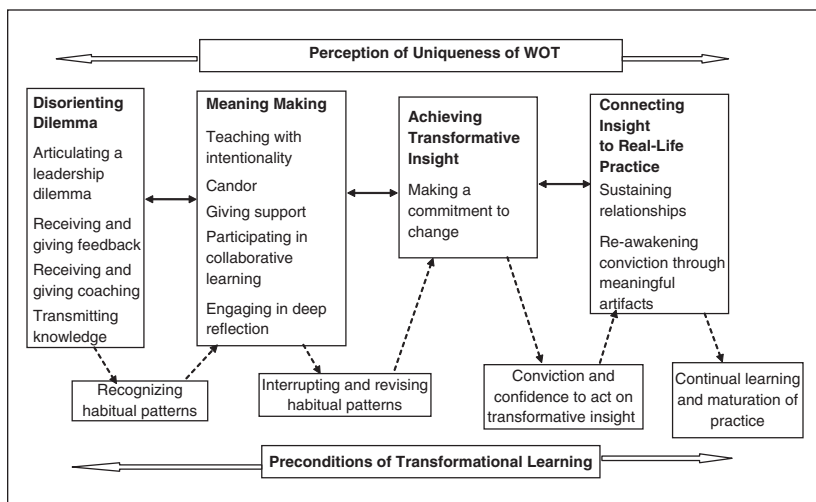 Perception of Uniqueness of WOT
Disorienting
Dilemma
Articulating a
leadership dilemma
Receiving and
giving feedback
Receiving and
giving coaching
Transmitting
knowledge
Meaning Making
Teaching with
intentionality
Candor
Giving support
Participating in
collaborative
learning
Engaging in deep
reflection
Achieving
Transformative
Insight
Making a
commitment to
change
Connecting
Insight
to Real-Life
Practice
Sustaining
relationships
Re-awakening
conviction through
meaningful
artifacts
Recognizing
habitual patterns
Interrupting and revising
habitual patterns
Conviction and
confidence to act on
transformative insight
Continual learning
and maturation of
practice
Preconditions of Transformational Learning